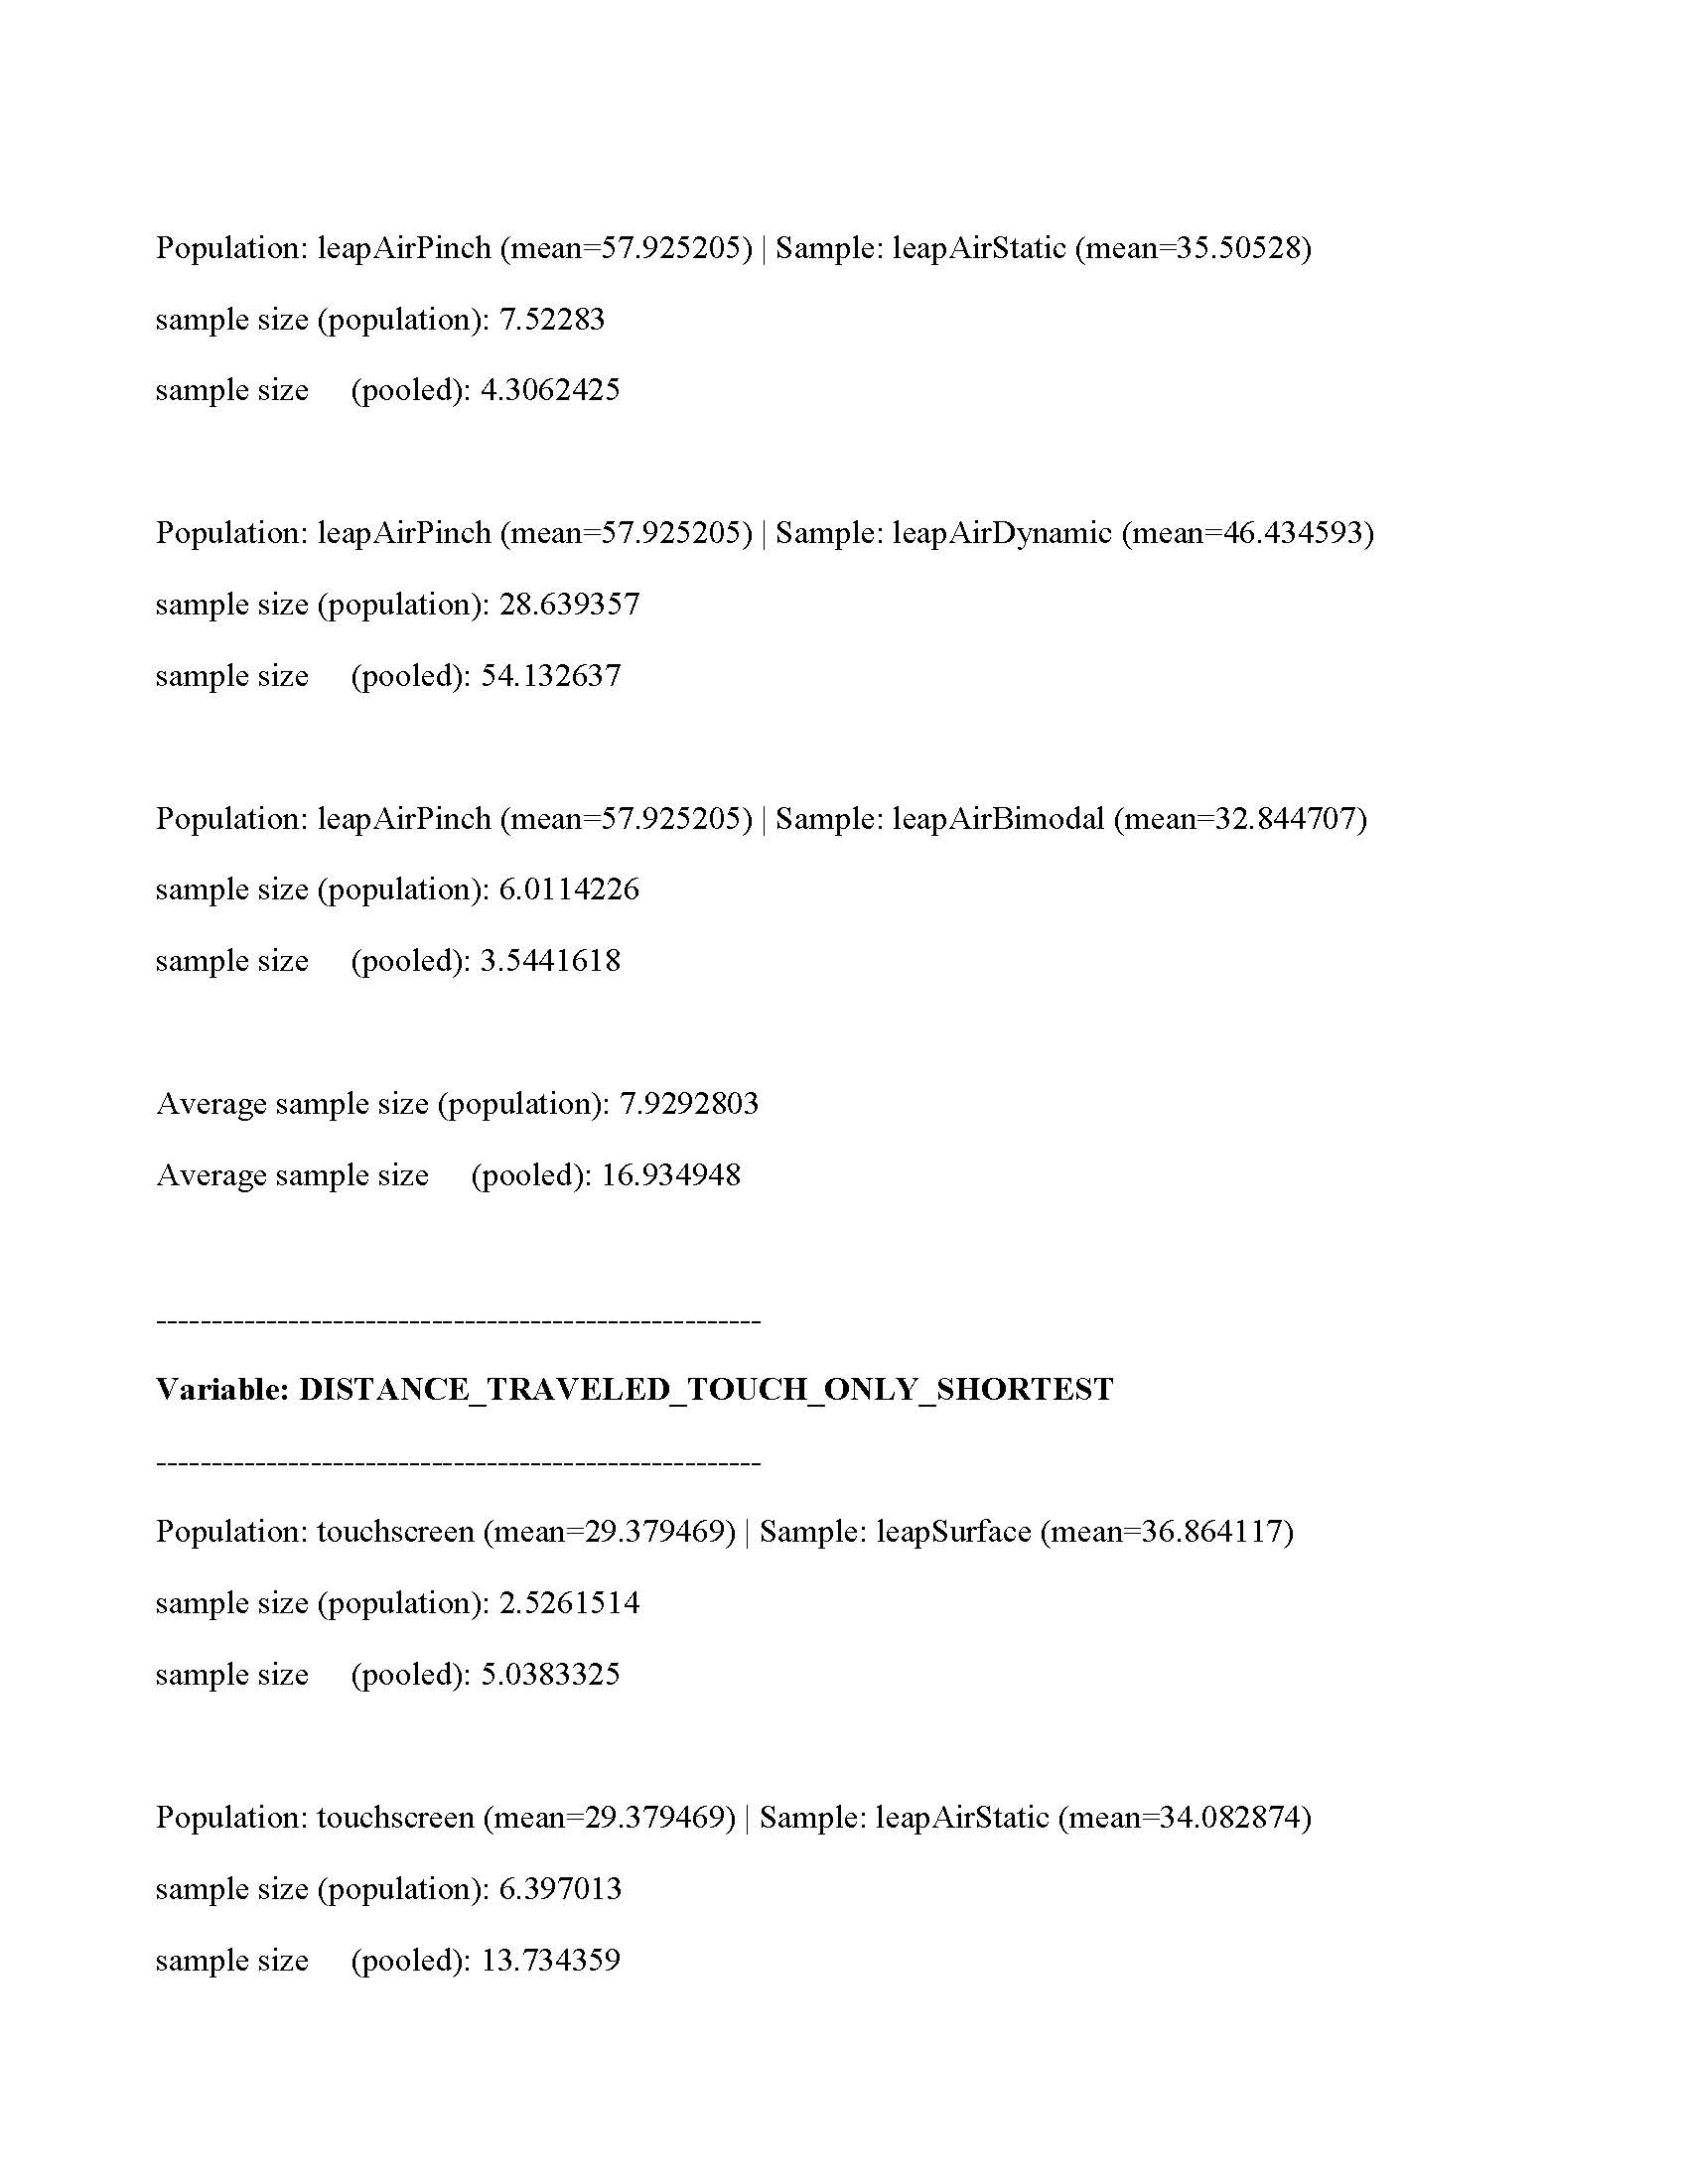 Population: leapAirPinch (mean=57.925205) | Sample: leapAirStatic (mean=35.50528)
sample size (population): 7.52283
sample size     (pooled): 4.3062425
Population: leapAirPinch (mean=57.925205) | Sample: leapAirDynamic (mean=46.434593)
sample size (population): 28.639357
sample size     (pooled): 54.132637
Population: leapAirPinch (mean=57.925205) | Sample: leapAirBimodal (mean=32.844707)
sample size (population): 6.0114226
sample size     (pooled): 3.5441618
Average sample size (population): 7.9292803
Average sample size     (pooled): 16.934948
-------------------------------------------------------
Variable: DISTANCE_TRAVELED_TOUCH_ONLY_SHORTEST
-------------------------------------------------------
Population: touchscreen (mean=29.379469) | Sample: leapSurface (mean=36.864117)
sample size (population): 2.5261514
sample size     (pooled): 5.0383325
Population: touchscreen (mean=29.379469) | Sample: leapAirStatic (mean=34.082874)
sample size (population): 6.397013
sample size     (pooled): 13.734359